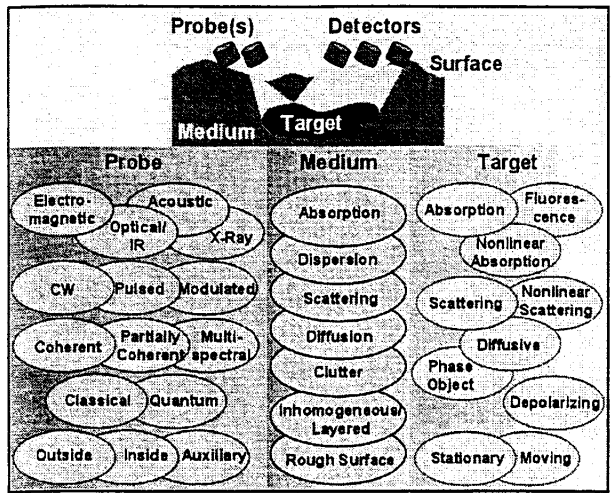 Probe(s) Detectors
Surface
Medium Target
Probe Medium Target
Electro-
magnetic
Acoustic
Optical/
IR
X-Ray
CW Pulsed Modulated
Coherent
Partially
Coherent
Multi-
spectral
Classical Quantum
Outside Inside Auxiliary
Absorption
Dispersion
Scattering
Diffusion
Clutter
Inhomogeneous/
Layered
Rough Surface
Absorption
Fluores-
cence
Nonlinear
Absorption
Scattering
Nonlinear
Scattering
Diffusive
Phase
Object
Depolarizing
Stationary Moving